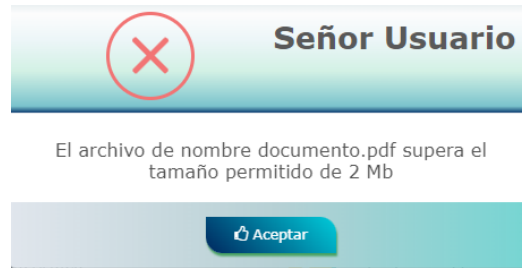 Señor Usuario
El archivo de nombre documento.pdf supera el
tamaño permitido de 2 Mb
Aceptar